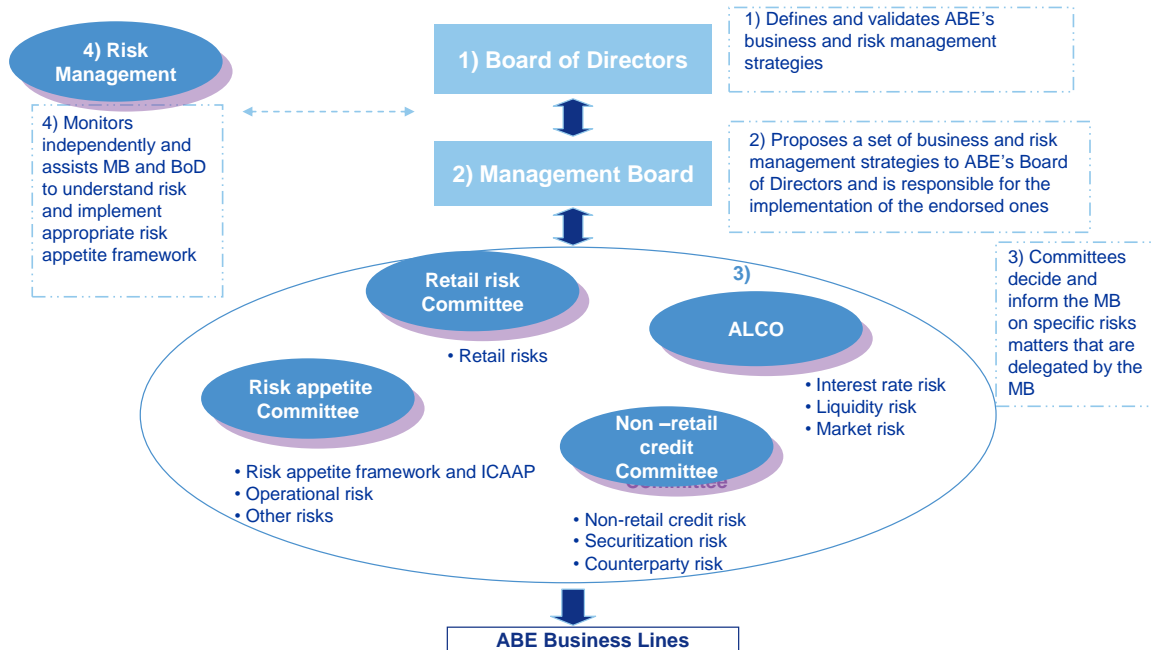 4) Risk
Management
4) Monitors
independently and
assists MB and BoD
to understand risk
and implement
appropriate risk
appetite framework
1) Board of Directors
1) Defines and validates ABE's
business and risk management
strategies
2) Management Board
2) Proposes a set of business and risk
management strategies to ABE's Board
of Directors and is responsible for the
implementation of the endorsed ones
3)
3) Committees
decide and
inform the MB
on specific risks
matters that are
delegated by the
MB
Retail risk
Committee
• Retail risks
ALCO
• Interest rate risk
• Liquidity risk
• Market risk
Risk appetite
Committee
• Risk appetite framework and ICAAP
• Operational risk
• Other risks
Non –retail
credit
Committee
• Non-retail credit risk
• Securitization risk
• Counterparty risk
ABE Business Lines